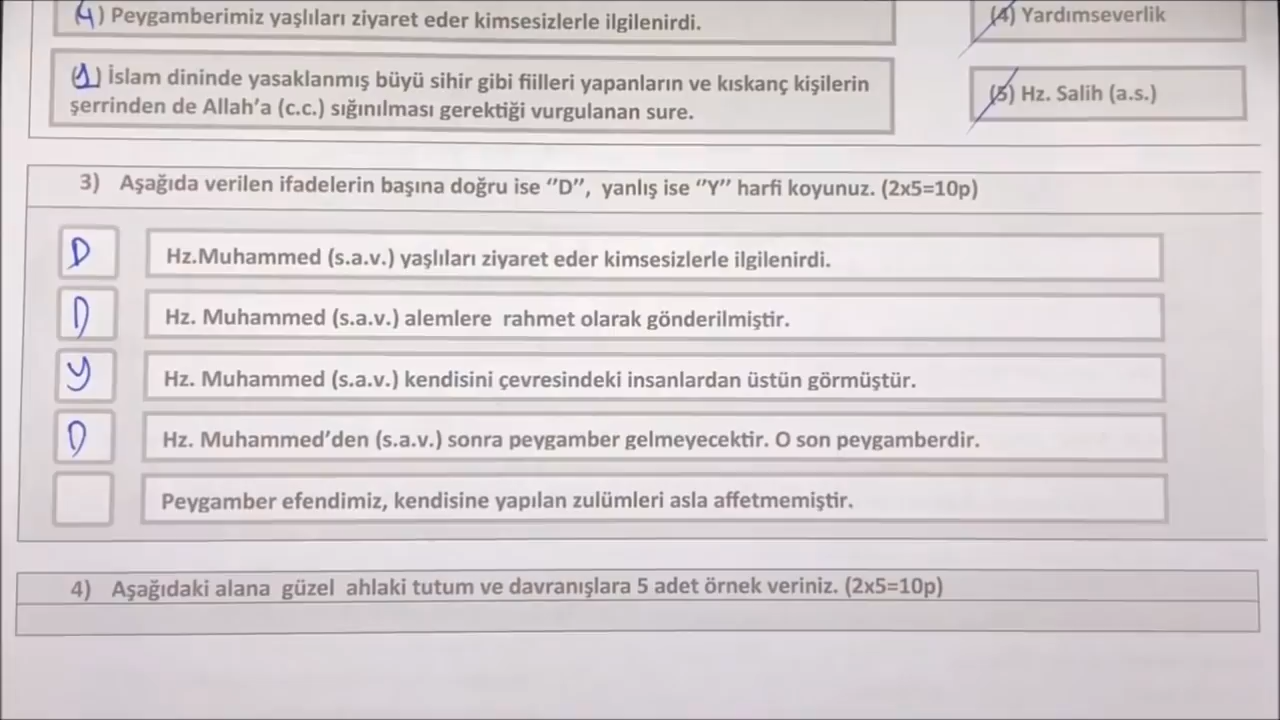 (4) Peygamberimiz yaşlıları ziyaret eder kimsesizlerle ilgilenirdi.
(4) Yardımseverlik
(1) İslam dininde yasaklanmış büyü sihir gibi fiilleri yapanların ve kıskanç kişilerin
şerrinden de Allah'a (c.c.) sığınılması gerektiği vurgulanan sure.
(5) Hz. Salih (a.s.)
3) Aşağıda verilen ifadelerin başına doğru ise ‘‘D’’, yanlış ise ‘‘Y’’ harfi koyunuz. (2x5=10p)
D Hz.Muhammed (s.a.v.) yaşlıları ziyaret eder kimsesizlerle ilgilenirdi.
D Hz. Muhammed (s.a.v.) alemlere rahmet olarak gönderilmiştir.
Y Hz. Muhammed (s.a.v.) kendisini çevresindeki insanlardan üstün görmüştür.
D Hz. Muhammed'den (s.a.v.) sonra peygamber gelmeyecektir. O son peygamberdir.
Peygamber efendimiz, kendisine yapılan zulümleri asla affetmemiştir.
4) Aşağıdaki alana güzel ahlaki tutum ve davranışlara 5 adet örnek veriniz. (2x5=10p)